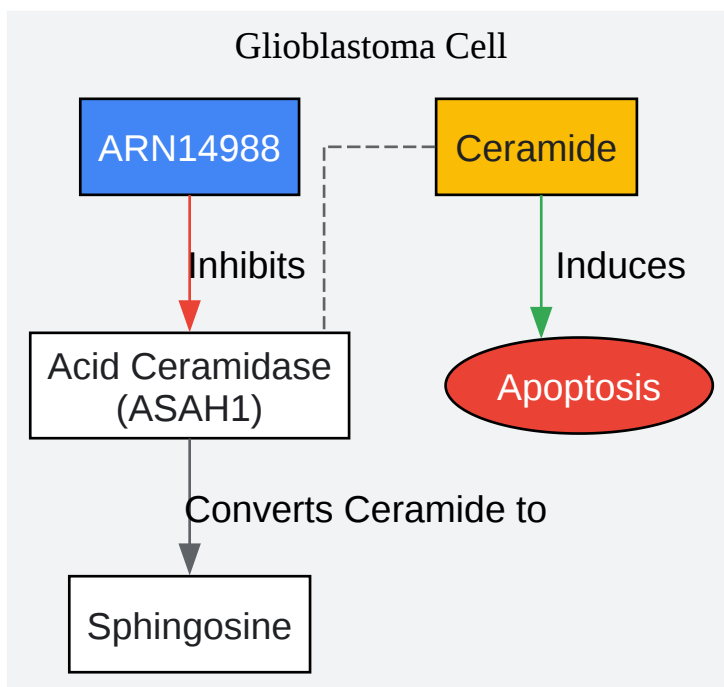 Glioblastoma Cell
ARN14988
Ceramide
Inhibits
Induces
Acid Ceramidase
(ASAH1)
Apoptosis
Converts Ceramide to
Sphingosine